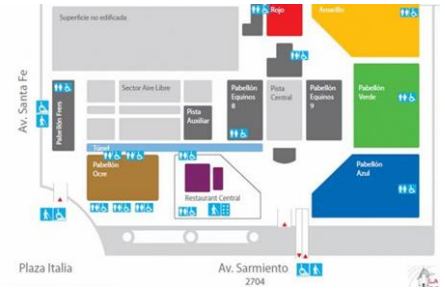 Superficie no edificada
Rojo
Amarillo
Av. Santa Fe
Pabellón Frers
Sector Aire Libre
Pista
Auxiliar
Pabellón
Equinos
8
Pista
Central
Pabellón
Equinos
9
Pabellón
Verde
Túnel
Pabellón
Ocre
Restaurant Central
Pabellón
Azul
Plaza Italia
Av. Sarmiento
2704
LA